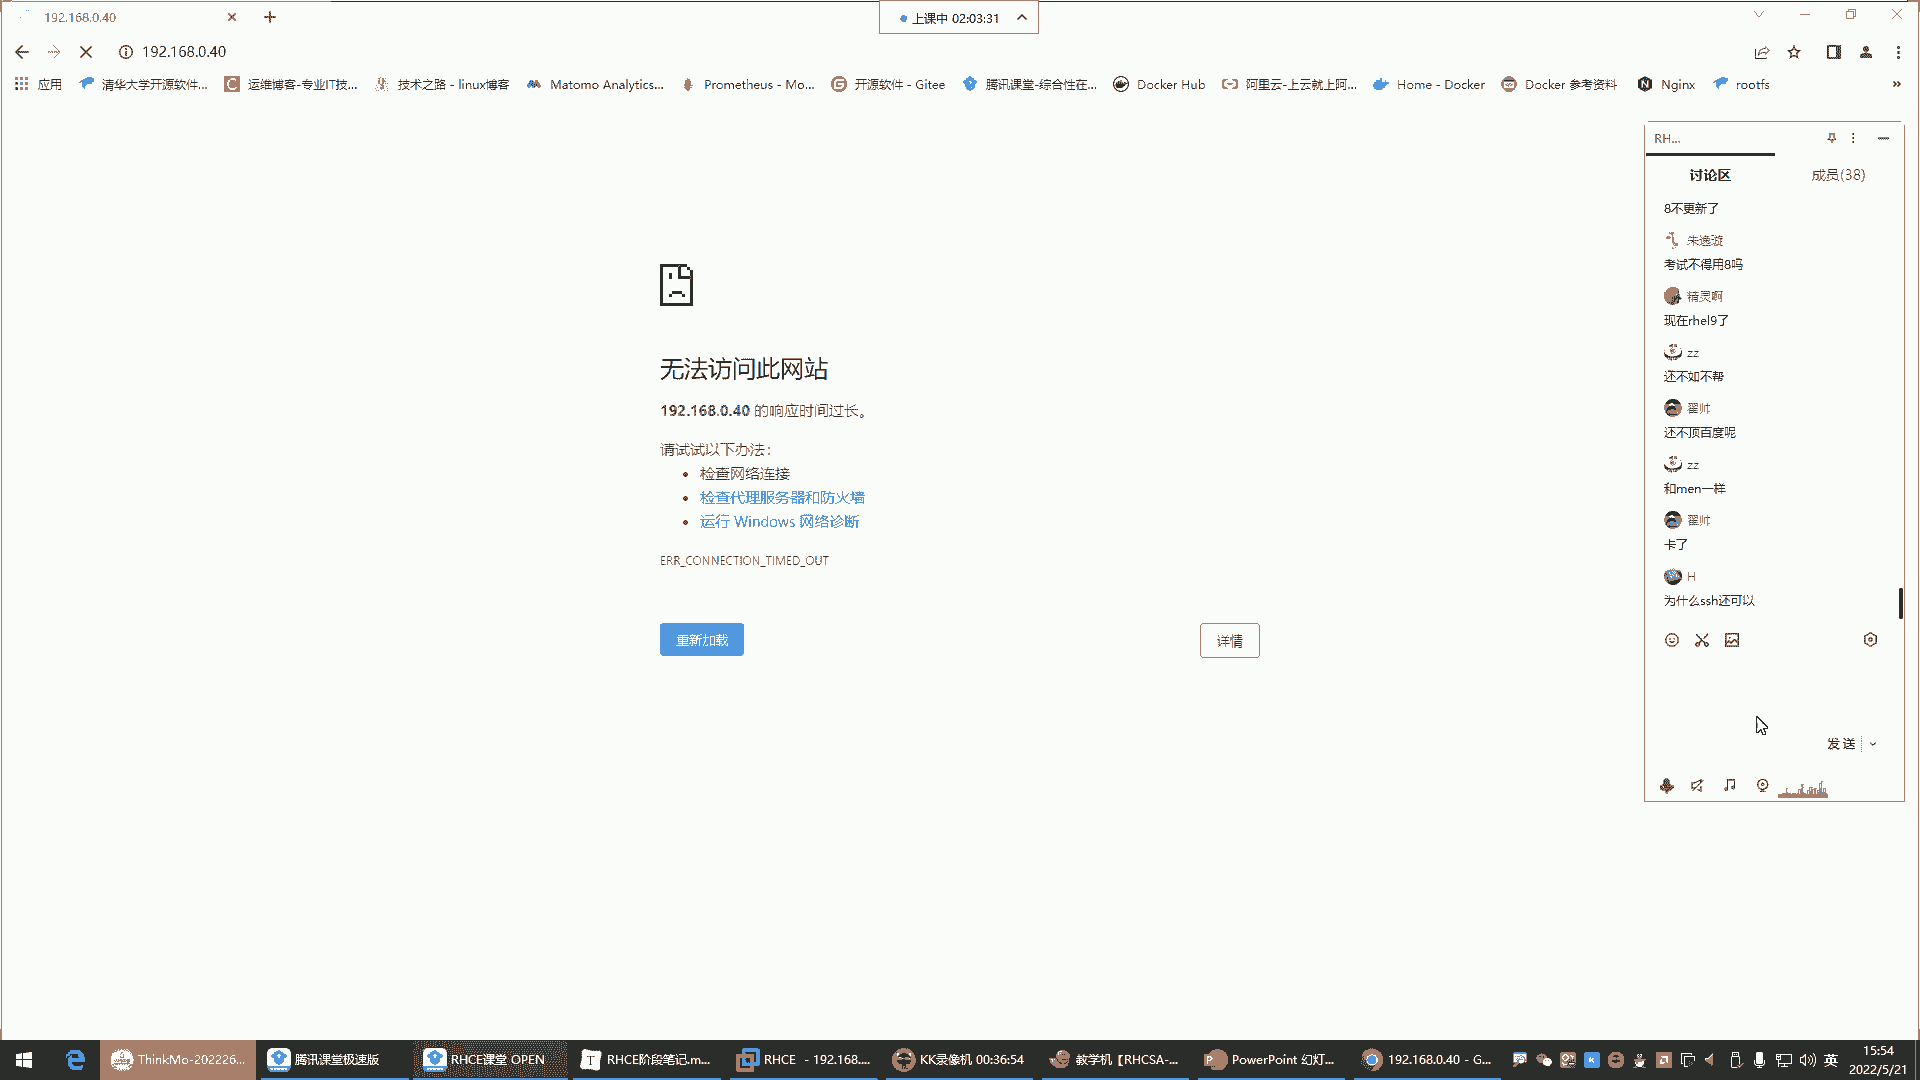 192.168.0.40
上课中 02:03:31
192.168.0.40
应用
清华大学开源软件...
运维博客-专业IT技...
技术之路 - linux博客
Matomo Analytics...
Prometheus - Mo...
开源软件 - Gitee
腾讯课堂-综合性在...
Docker Hub
阿里云-上云就上阿...
Home - Docker
Docker 参考资料
Nginx
rootfs
»
RH...
讨论区
成员(38)
8不更新了
朱逸璇
考试不得用8吗
精灵啊
现在rhel9了
zz
还不如不帮
翟帅
还不顶百度呢
zz
和men一样
翟帅
卡了
H
为什么ssh还可以
发送
无法访问此网站
192.168.0.40 的响应时间过长。
请试试以下办法：
检查网络连接
检查代理服务器和防火墙
运行 Windows 网络诊断
ERR_CONNECTION_TIMED_OUT
重新加载
详情
ThinkMo-202226...
腾讯课堂极速版
RHCE课堂 OPEN
RHCE阶段笔记.m...
RHCE - 192.168....
KK录像机 00:36:54
教学机【RHCSA-...
PowerPoint 幻灯...
192.168.0.40 - G...
英
15:54
2022/5/21